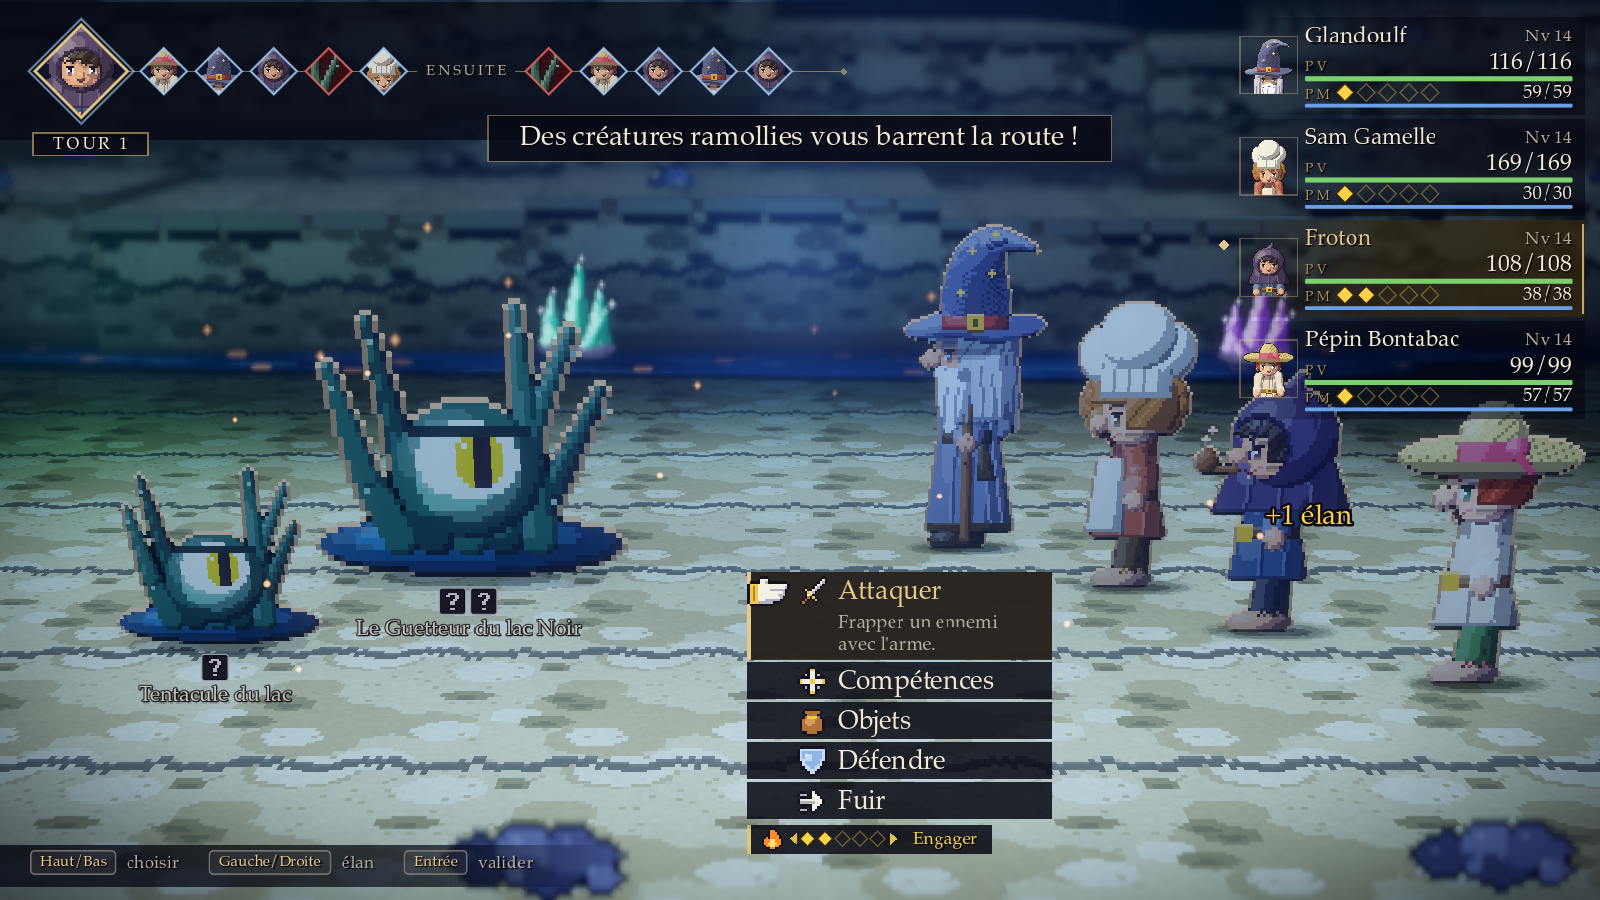 ENSUITE
TOUR 1
Des créatures ramollies vous barrent la route !
Glandoulf Nv 14
PV 116/116
PM 59/59
Sam Gamelle Nv 14
PV 169/169
PM 30/30
Froton Nv 14
PV 108/108
PM 38/38
Pépin Bontabac Nv 14
PV 99/99
PM 57/57
+1 élan
? ?
Le Guetteur du lac Noir
?
Tentacule du lac
Attaquer
Frapper un ennemi
avec l'arme.
Compétences
Objets
Défendre
Fuir
Engager
Haut/Bas choisir Gauche/Droite élan Entrée valider